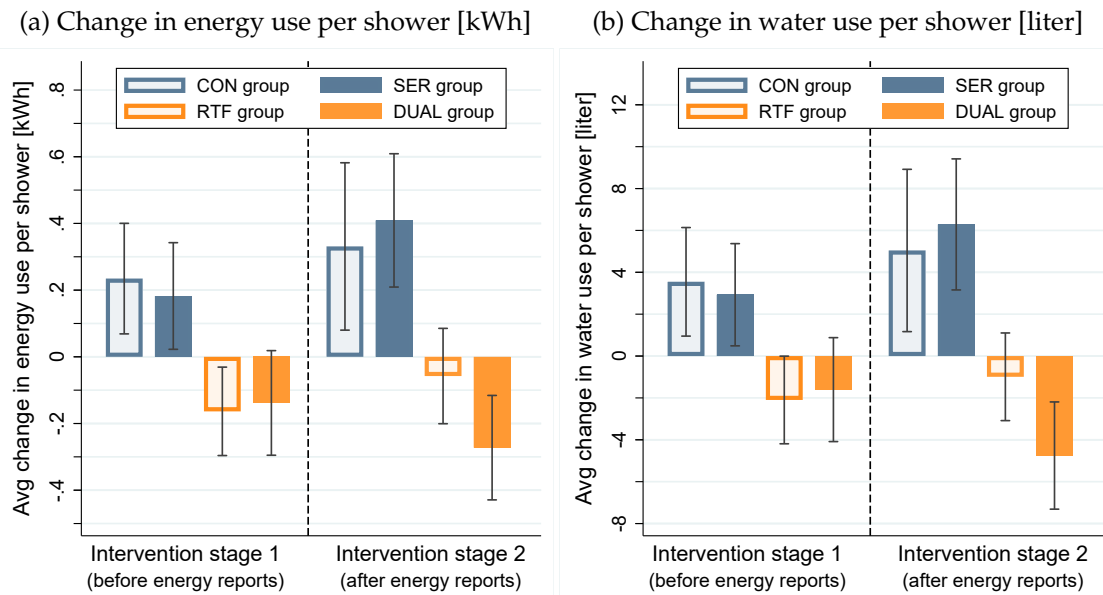 (a) Change in energy use per shower [kWh]
CON group
SER group
RTF group
DUAL group
Avg change in energy use per shower [kWh]
.8
.6
.4
.2
0
-.2
-.4
Intervention stage 1
(before energy reports)
Intervention stage 2
(after energy reports)
(b) Change in water use per shower [liter]
CON group
SER group
RTF group
DUAL group
Avg change in water use per shower [liter]
12
8
4
0
-4
-8
Intervention stage 1
(before energy reports)
Intervention stage 2
(after energy reports)